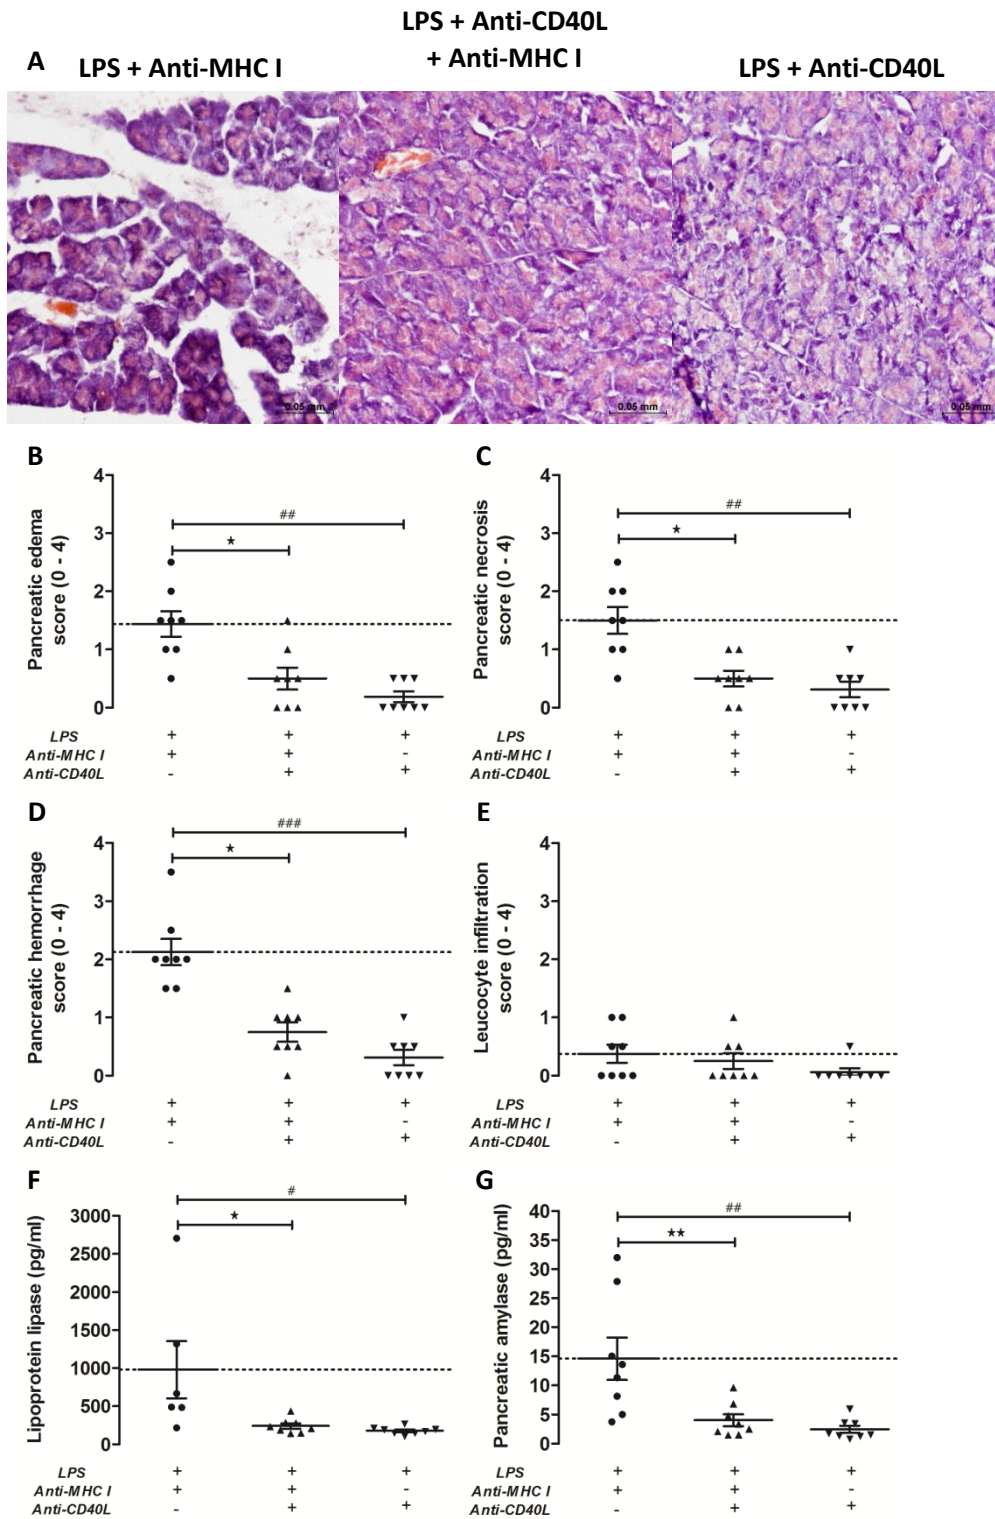 LPS + Anti-CD40L
+ Anti-MHC I
A
LPS + Anti-MHC I
LPS + Anti-CD40L
0.05 mm
0.05 mm
0.05 mm
B
Pancreatic edema
score (0 - 4)
4
3
2
1
0
##
★
LPS + + +
Anti-MHC I + + -
Anti-CD40L - + +
C
Pancreatic necrosis
score (0 - 4)
4
3
2
1
0
##
★
LPS + + +
Anti-MHC I + + -
Anti-CD40L - + +
D
Pancreatic hemorrhage
score (0 - 4)
4
3
2
1
0
###
★
LPS + + +
Anti-MHC I + + -
Anti-CD40L - + +
E
Leucocyte infiltration
score (0 - 4)
4
3
2
1
0
LPS + + +
Anti-MHC I + + -
Anti-CD40L - + +
F
Lipoprotein lipase (pg/ml)
3000
2500
2000
1500
1000
500
0
#
★
LPS + + +
Anti-MHC I + + -
Anti-CD40L - + +
G
Pancreatic amylase (pg/ml)
40
35
30
25
20
15
10
5
0
##
★★
LPS + + +
Anti-MHC I + + -
Anti-CD40L - + +